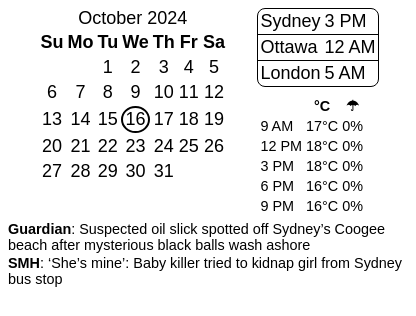 October 2024
Su Mo Tu We Th Fr Sa
1 2 3 4 5
6 7 8 9 10 11 12
13 14 15 16 17 18 19
20 21 22 23 24 25 26
27 28 29 30 31
Sydney 3 PM
Ottawa 12 AM
London 5 AM
°C ☂
9 AM 17°C 0%
12 PM 18°C 0%
3 PM 18°C 0%
6 PM 16°C 0%
9 PM 16°C 0%
Guardian: Suspected oil slick spotted off Sydney’s Coogee
beach after mysterious black balls wash ashore
SMH: ‘She’s mine’: Baby killer tried to kidnap girl from Sydney
bus stop